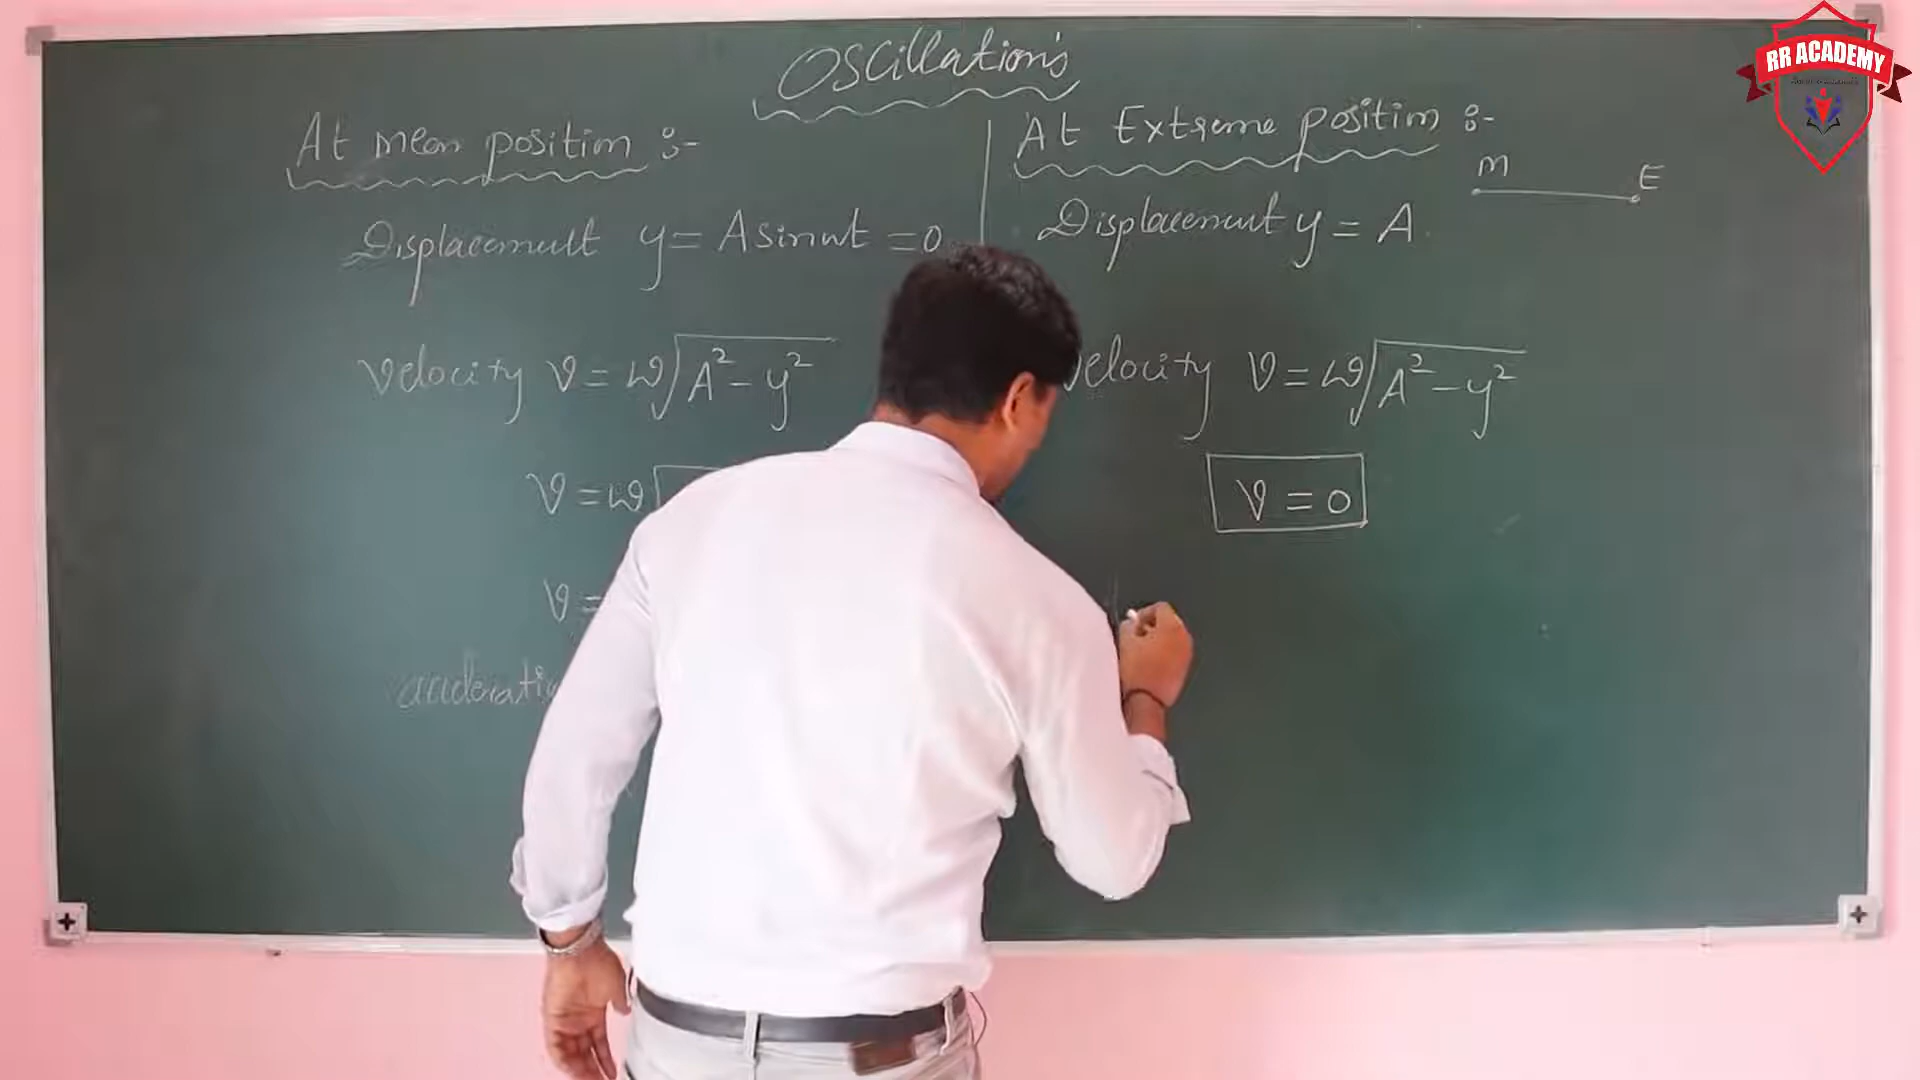 Oscillations
At mean position :-
Displacement y = A sinωt = 0
Velocity V = ω√A² - y²
V = ω√
V =
acceleratio
At Extreme position :-
M E
Displacement y = A
velocity V = ω√A² - y²
V = 0
RR ACADEMY